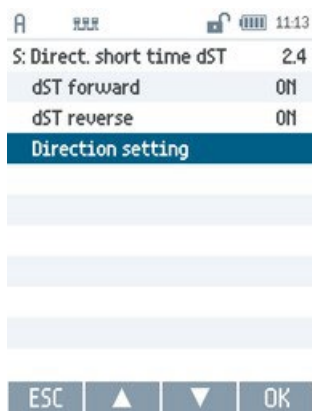 A 11:13
S: Direct. short time dST 2.4
dST forward ON
dST reverse ON
Direction setting
ESC OK